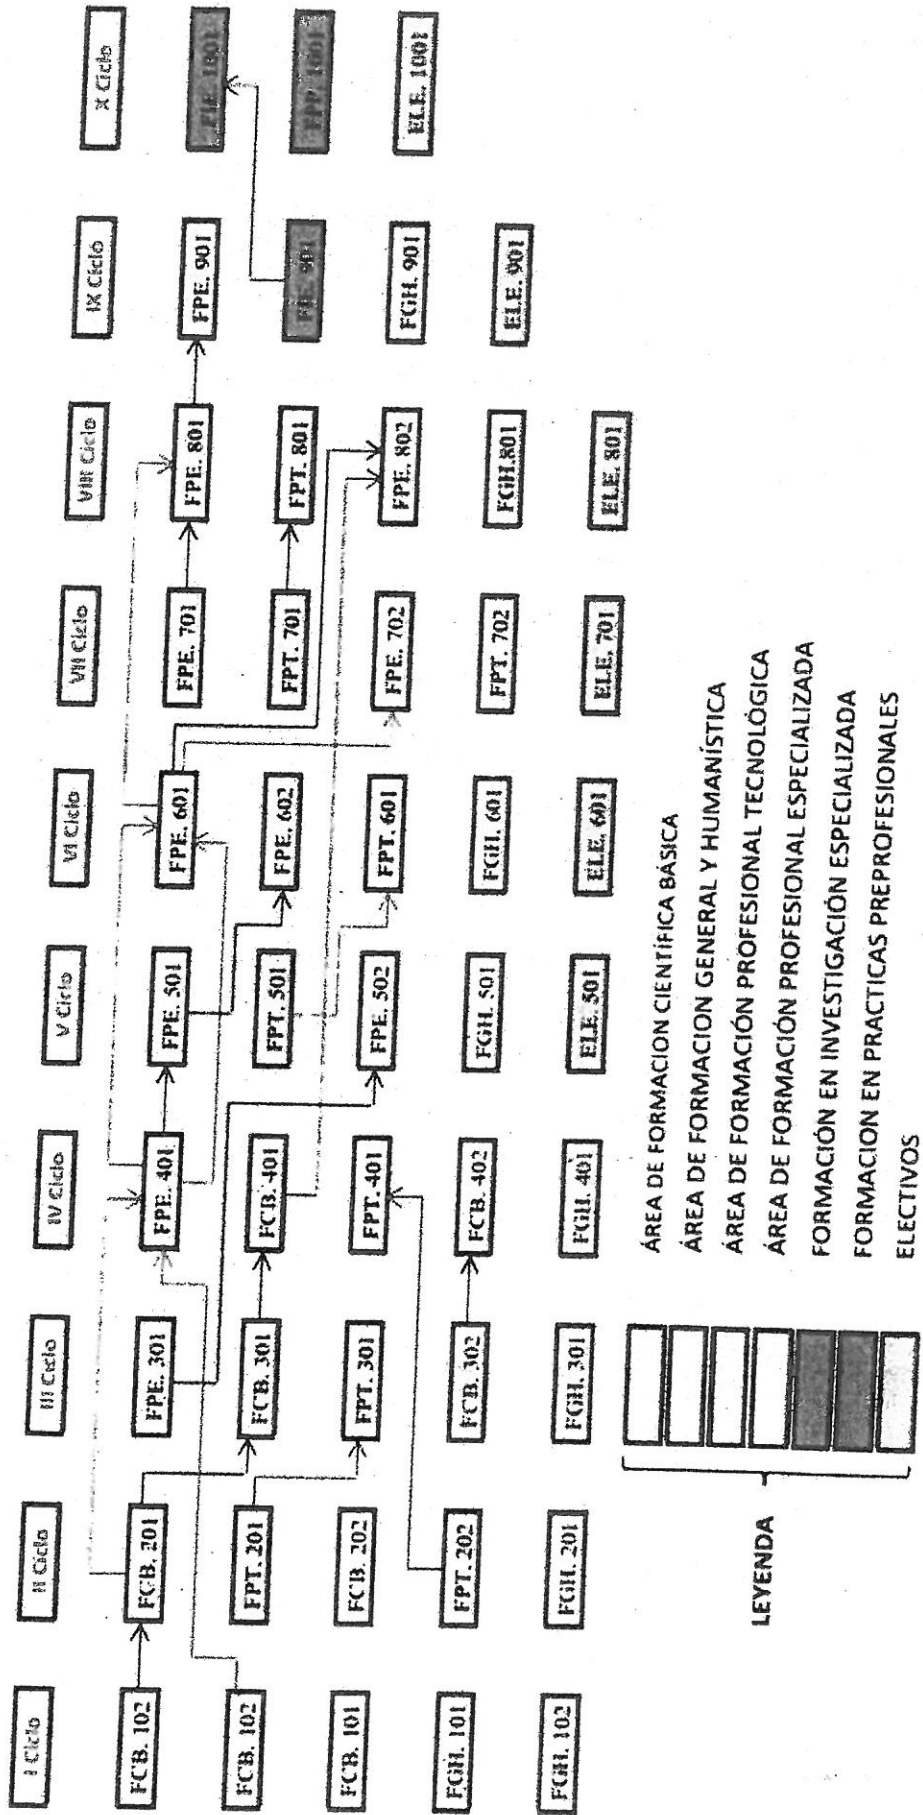 I Ciclo
II Ciclo
III Ciclo
IV Ciclo
V Ciclo
VI Ciclo
VII Ciclo
VIII Ciclo
IX Ciclo
X Ciclo
FCB. 102
FCB. 201
FPE. 301
FPE. 401
FPE. 501
FPE. 601
FPE. 701
FPE. 801
FPE. 901
FIE. 1001
FCB. 102
FPT. 201
FCB. 301
FCB. 401
FPT. 501
FPE. 602
FPT. 701
FPT. 801
FIE. 901
FPP. 1001
FCB. 101
FCB. 202
FPT. 301
FPT. 401
FPE. 502
FPT. 601
FPE. 702
FPE. 802
FGH. 901
ELE. 1001
FGH. 101
FPT. 202
FCB. 302
FCB. 402
FGH. 501
FGH. 601
FPT. 702
FGH.801
ELE. 901
FGH. 102
FGH. 201
FGH. 301
FGH. 401
ELE. 501
ELE. 601
ELE. 701
ELE. 801
LEYENDA
ÁREA DE FORMACION CIENTÍFICA BÁSICA
ÁREA DE FORMACION GENERAL Y HUMANÍSTICA
ÁREA DE FORMACIÓN PROFESIONAL TECNOLÓGICA
ÁREA DE FORMACIÓN PROFESIONAL ESPECIALIZADA
FORMACIÓN EN INVESTIGACIÓN ESPECIALIZADA
FORMACION EN PRACTICAS PREPROFESIONALES
ELECTIVOS